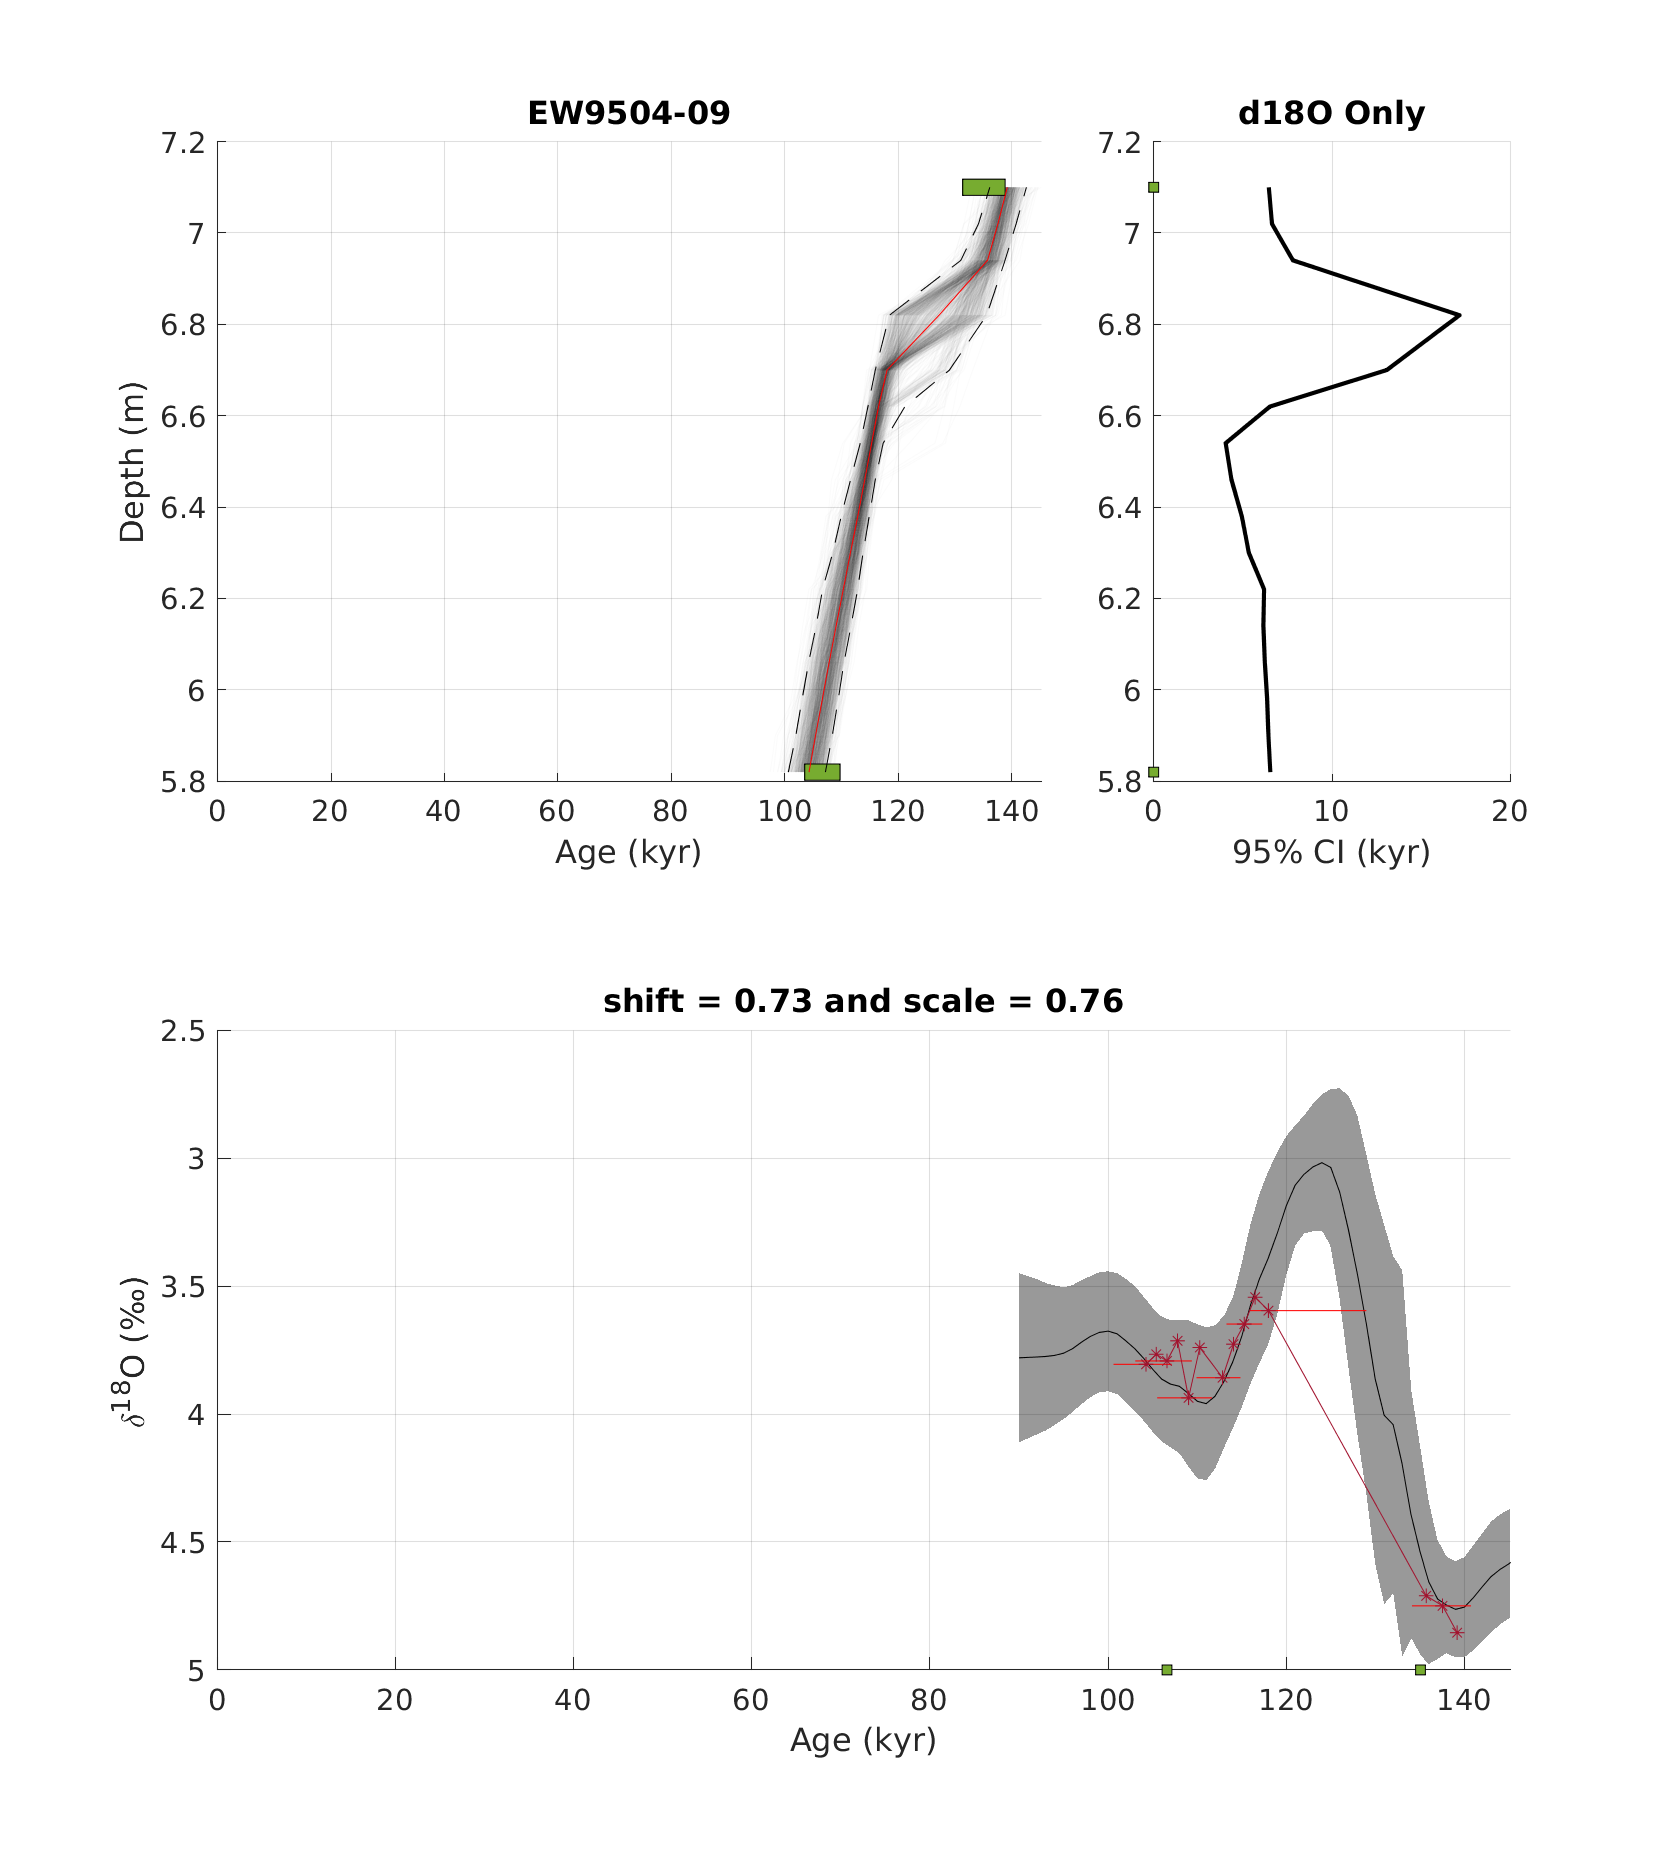 EW9504-09
d18O Only
7.2
7
6.8
6.6
6.4
6.2
6
5.8
Depth (m)
0 20 40 60 80 100 120 140
Age (kyr)
7.2
7
6.8
6.6
6.4
6.2
6
5.8
0 10 20
95% CI (kyr)
shift = 0.73 and scale = 0.76
2.5
3
3.5
4
4.5
5
δ18O (‰)
0 20 40 60 80 100 120 140
Age (kyr)